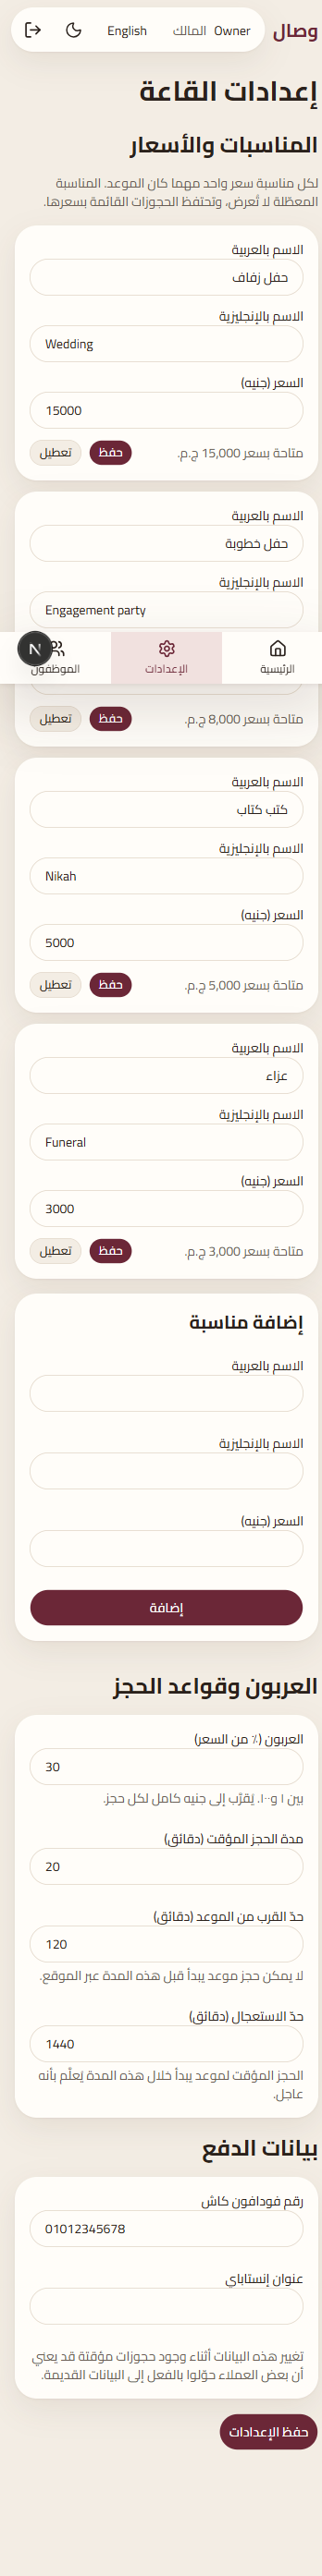 وصال
Owner المالك English
إعدادات القاعة
المناسبات والأسعار
لكل مناسبة سعر واحد مهما كان الموعد. المناسبة
المعطّلة لا تُعرض، وتحتفظ الحجوزات القائمة بسعرها.
الاسم بالعربية
حفل زفاف
الاسم بالإنجليزية
Wedding
السعر (جنيه)
15000
متاحة بسعر 15,000 ج.م. حفظ تعطيل
الاسم بالعربية
حفل خطوبة
الاسم بالإنجليزية
Engagement party
الرئيسية الإعدادات الموظفون
N
متاحة بسعر 8,000 ج.م. حفظ تعطيل
الاسم بالعربية
كتب كتاب
الاسم بالإنجليزية
Nikah
السعر (جنيه)
5000
متاحة بسعر 5,000 ج.م. حفظ تعطيل
الاسم بالعربية
عزاء
الاسم بالإنجليزية
Funeral
السعر (جنيه)
3000
متاحة بسعر 3,000 ج.م. حفظ تعطيل
إضافة مناسبة
الاسم بالعربية
الاسم بالإنجليزية
السعر (جنيه)
إضافة
العربون وقواعد الحجز
العربون (٪ من السعر)
30
بين ١ و١٠٠. يُقرَّب إلى جنيه كامل لكل حجز.
مدة الحجز المؤقت (دقائق)
20
حدّ القرب من الموعد (دقائق)
120
لا يمكن حجز موعد يبدأ قبل هذه المدة عبر الموقع.
حدّ الاستعجال (دقائق)
1440
الحجز المؤقت لموعد يبدأ خلال هذه المدة يُعلَّم بأنه
عاجل.
بيانات الدفع
رقم فودافون كاش
01012345678
عنوان إنستاباي
تغيير هذه البيانات أثناء وجود حجوزات مؤقتة قد يعني
أن بعض العملاء حوّلوا بالفعل إلى البيانات القديمة.
حفظ الإعدادات